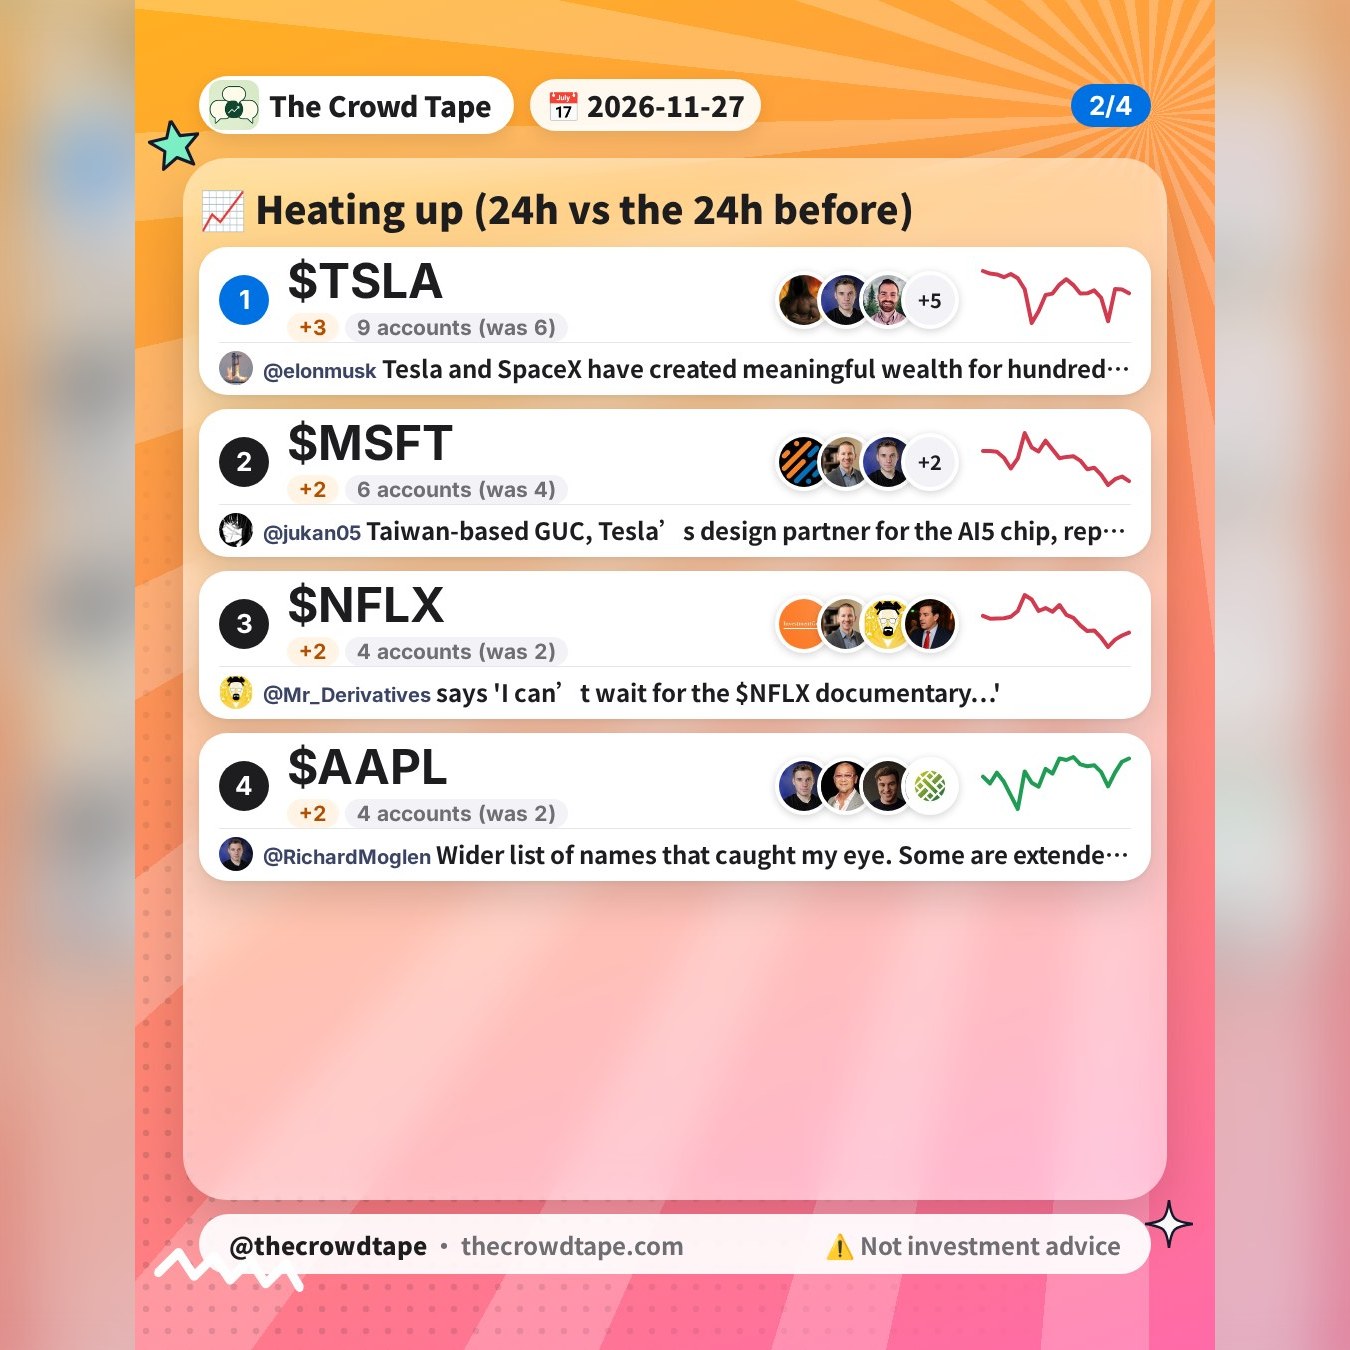 The Crowd Tape
July
17
2026-11-27
2/4
Heating up (24h vs the 24h before)
1
$TSLA
+3
9 accounts (was 6)
+5
@elonmusk Tesla and SpaceX have created meaningful wealth for hundred…
2
$MSFT
+2
6 accounts (was 4)
+2
@jukan05 Taiwan-based GUC, Tesla’s design partner for the AI5 chip, rep…
3
$NFLX
+2
4 accounts (was 2)
@Mr_Derivatives says 'I can’t wait for the $NFLX documentary…'
4
$AAPL
+2
4 accounts (was 2)
@RichardMoglen Wider list of names that caught my eye. Some are extende…
@thecrowdtape • thecrowdtape.com
Not investment advice